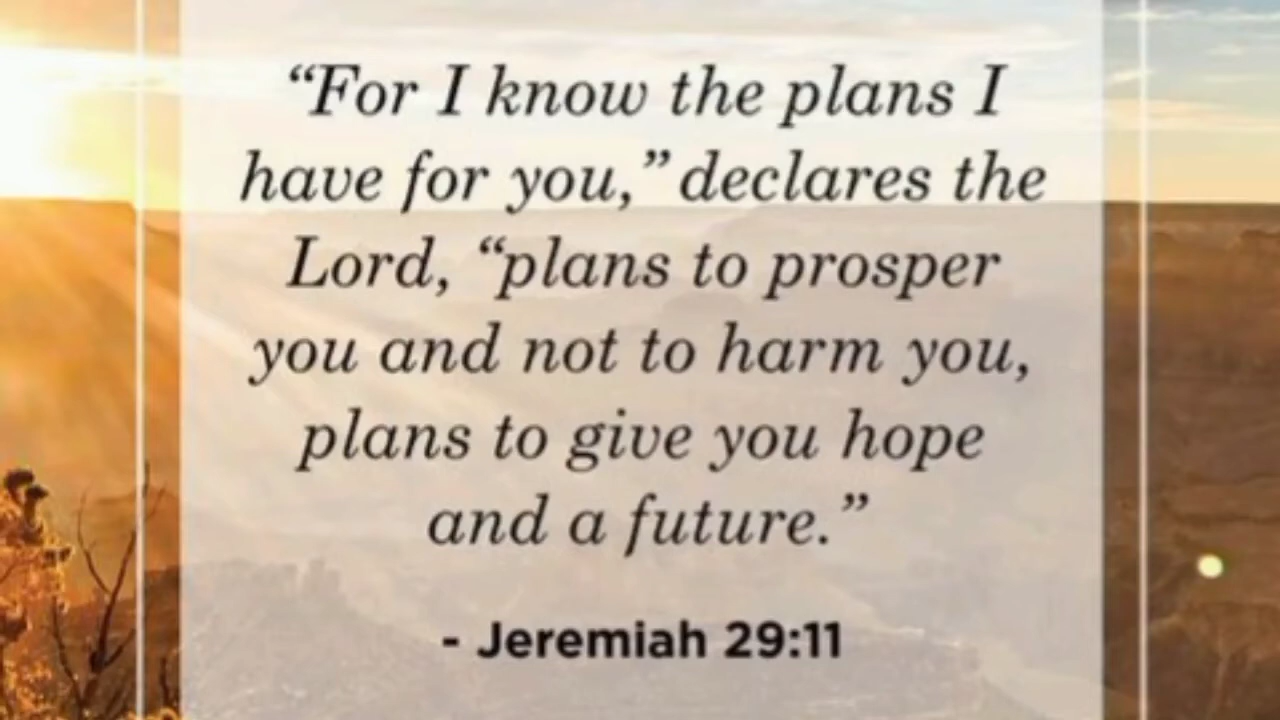 “For I know the plans I
have for you,” declares the
Lord, “plans to prosper
you and not to harm you,
plans to give you hope
and a future.”
- Jeremiah 29:11